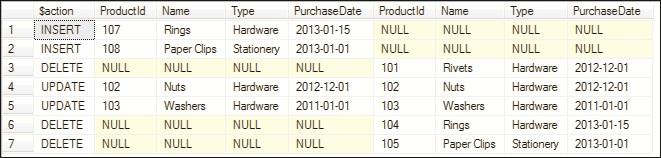 $action ProductId Name Type PurchaseDate ProductId Name Type PurchaseDate
1 INSERT 107 Rings Hardware 2013-01-15 NULL NULL NULL NULL
2 INSERT 108 Paper Clips Stationery 2013-01-01 NULL NULL NULL NULL
3 DELETE NULL NULL NULL NULL 101 Rivets Hardware 2012-12-01
4 UPDATE 102 Nuts Hardware 2012-12-01 102 Nuts Hardware 2012-12-01
5 UPDATE 103 Washers Hardware 2011-01-01 103 Washers Hardware 2011-01-01
6 DELETE NULL NULL NULL NULL 104 Rings Hardware 2013-01-15
7 DELETE NULL NULL NULL NULL 105 Paper Clips Stationery 2013-01-01